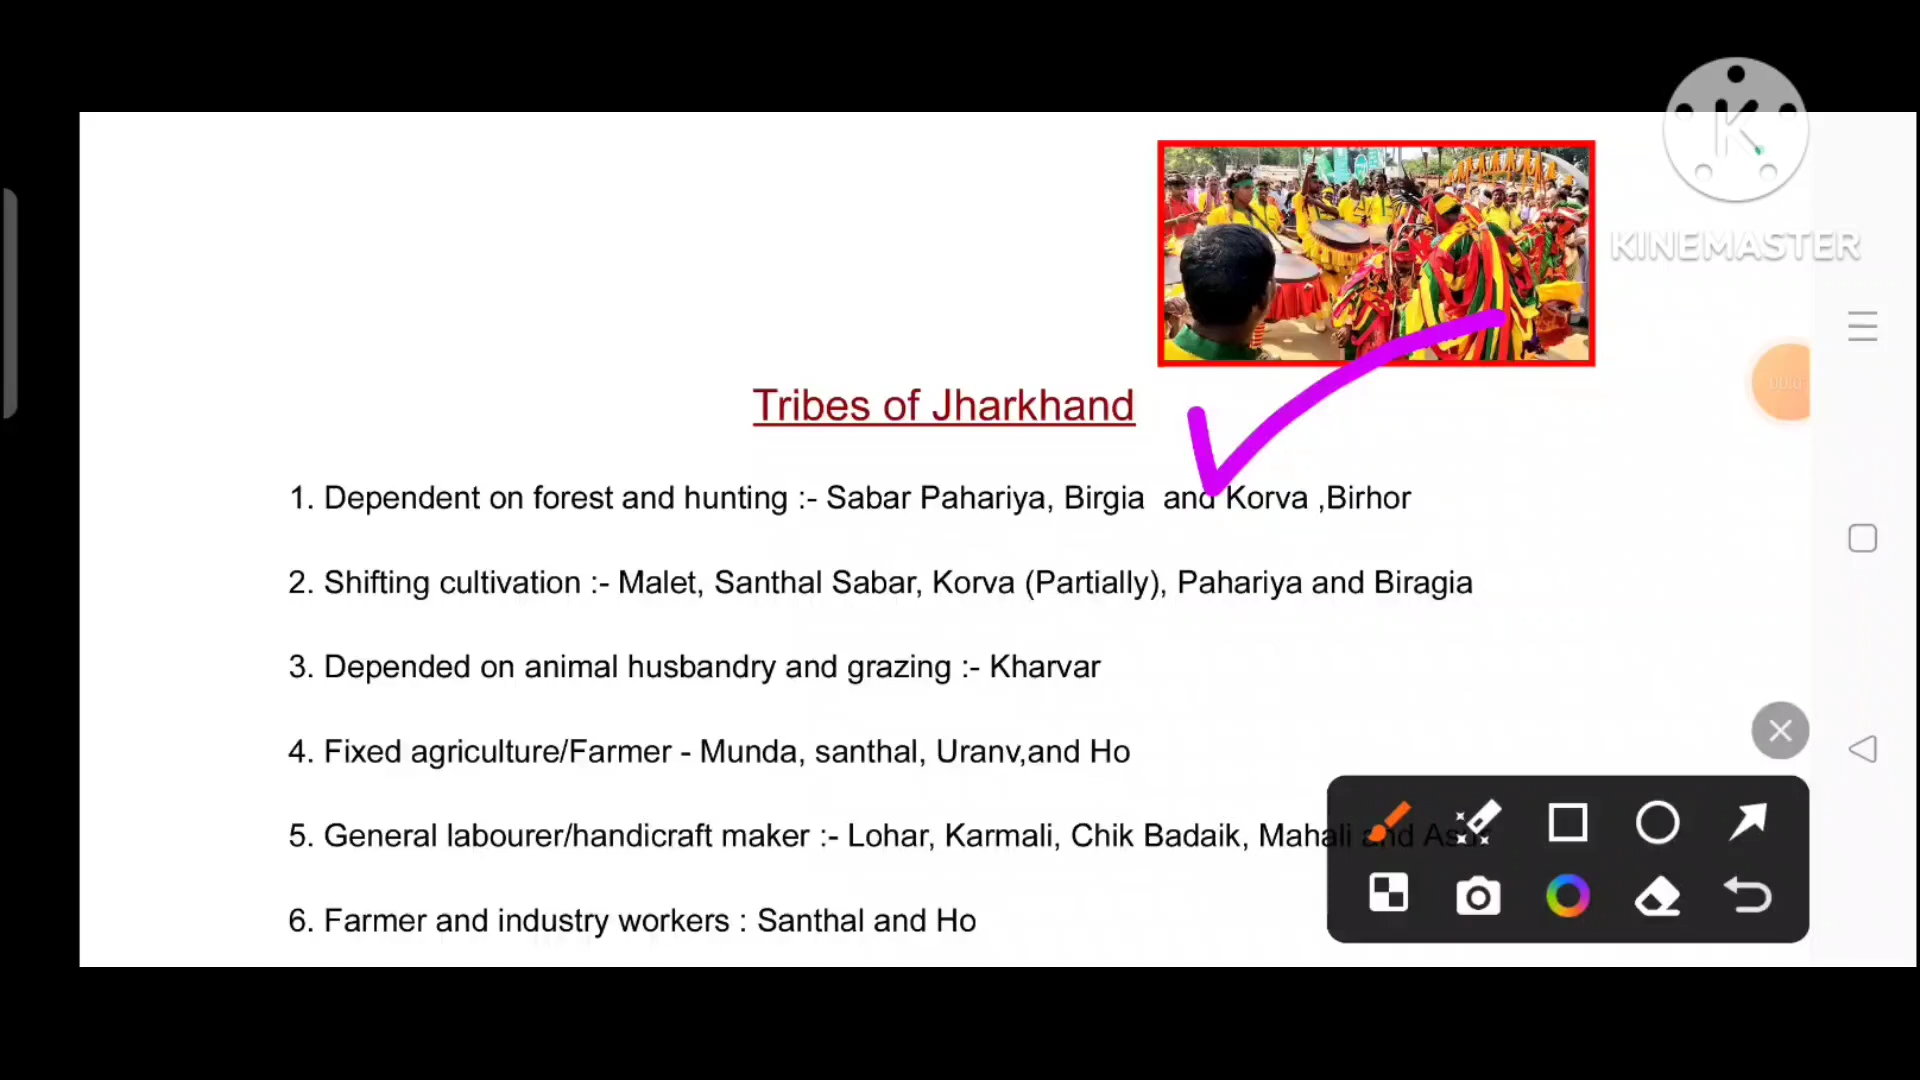 KINEMASTER
Tribes of Jharkhand
1. Dependent on forest and hunting :- Sabar Pahariya, Birgia and Korva ,Birhor
2. Shifting cultivation :- Malet, Santhal Sabar, Korva (Partially), Pahariya and Biragia
3. Depended on animal husbandry and grazing :- Kharvar
4. Fixed agriculture/Farmer - Munda, santhal, Uranv,and Ho
5. General labourer/handicraft maker :- Lohar, Karmali, Chik Badaik, Mahali and
6. Farmer and industry workers : Santhal and Ho